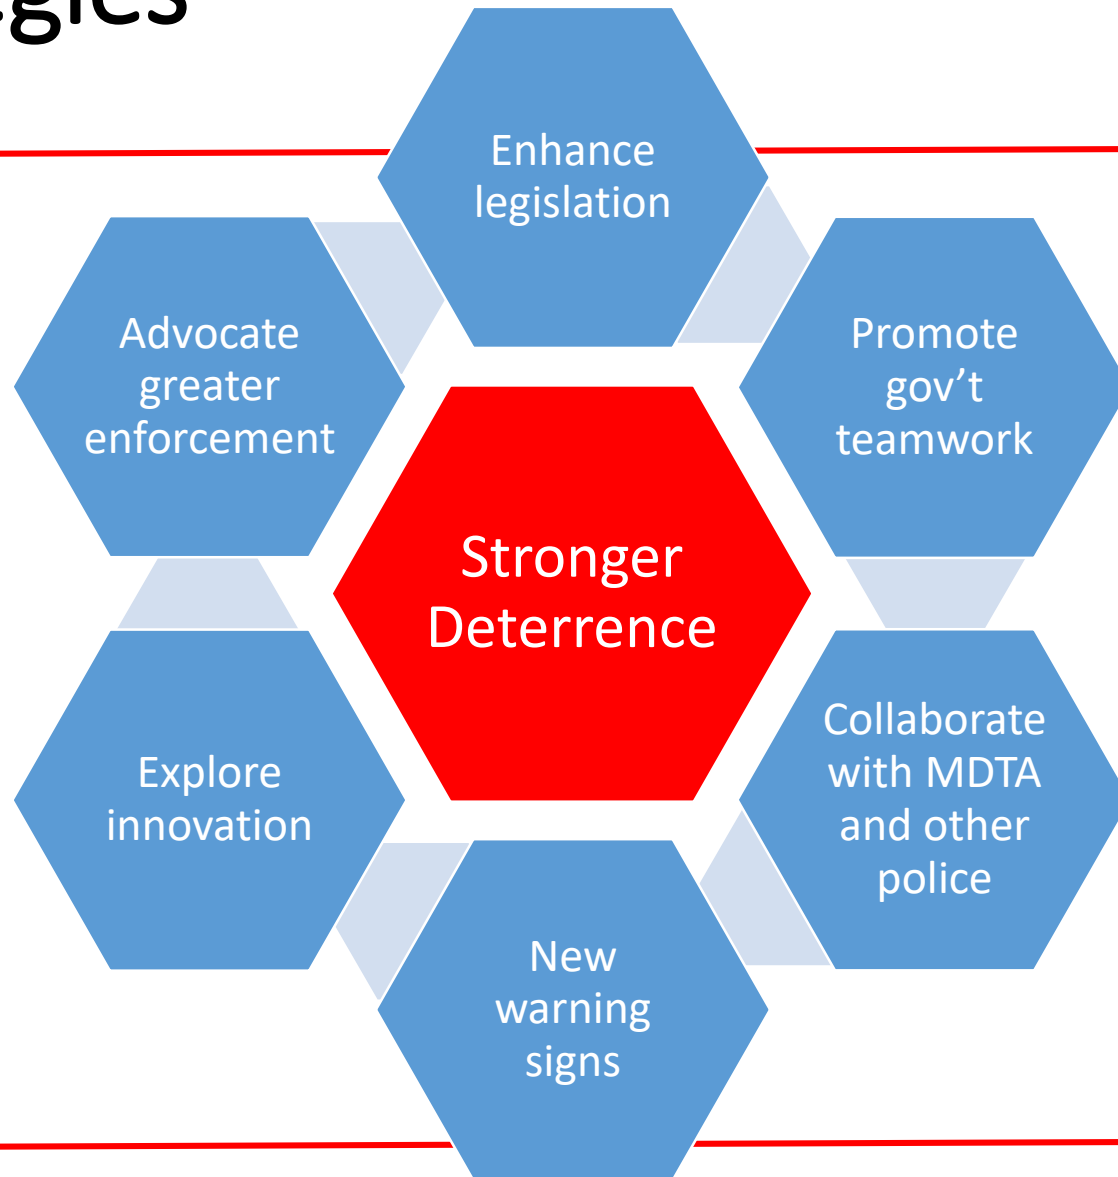 Enhance
legislation
Promote
gov’t
teamwork
Collaborate
with MDTA
and other
police
New
warning
signs
Explore
innovation
Advocate
greater
enforcement
Stronger
Deterrence